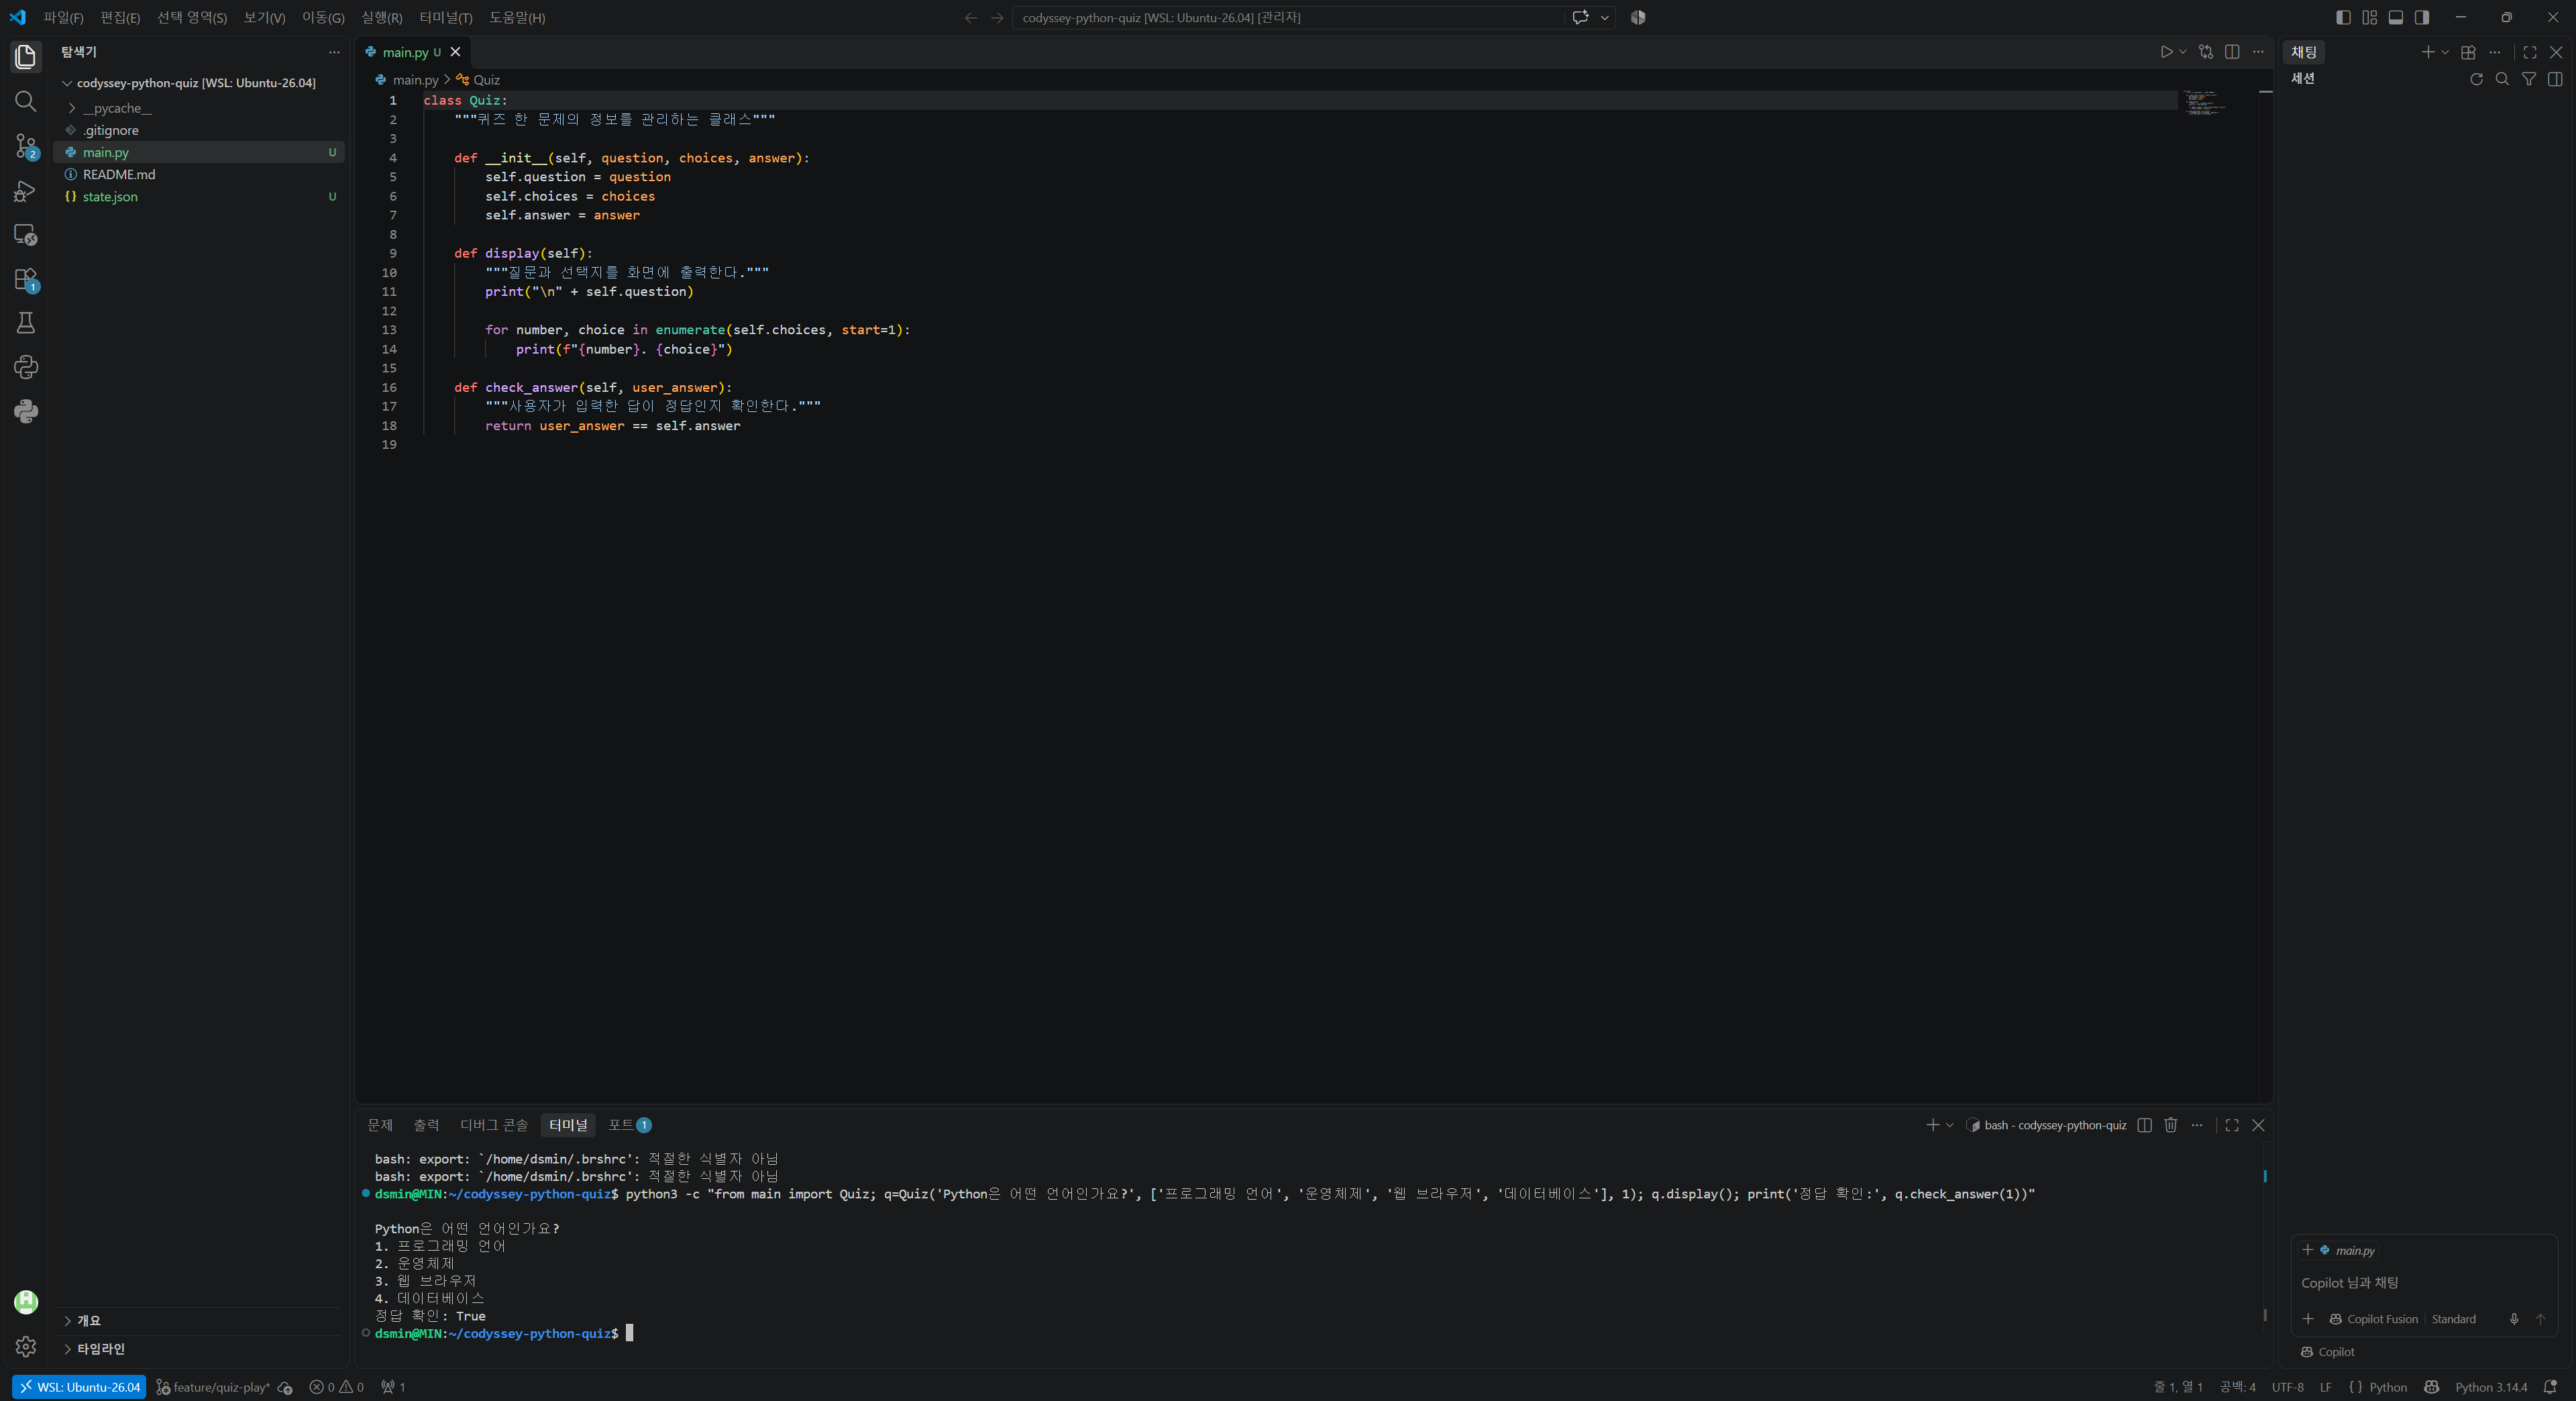 파일(F) 편집(E) 선택 영역(S) 보기(V) 이동(G) 실행(R) 터미널(T) 도움말(H)
codyssey-python-quiz [WSL: Ubuntu-26.04] [관리자]
탐색기
codyssey-python-quiz [WSL: Ubuntu-26.04]
__pycache__
.gitignore
main.py U
README.md
state.json U
2
1
개요
타임라인
main.py U
main.py > Quiz
1 class Quiz:
2 """퀴즈 한 문제의 정보를 관리하는 클래스"""
3
4 def __init__(self, question, choices, answer):
5 self.question = question
6 self.choices = choices
7 self.answer = answer
8
9 def display(self):
10 """질문과 선택지를 화면에 출력한다."""
11 print("\n" + self.question)
12
13 for number, choice in enumerate(self.choices, start=1):
14 print(f"{number}. {choice}")
15
16 def check_answer(self, user_answer):
17 """사용자가 입력한 답이 정답인지 확인한다."""
18 return user_answer == self.answer
19
문제 출력 디버그 콘솔 터미널 포트 1
bash - codyssey-python-quiz
bash: export: `/home/dsmin/.brshrc': 적절한 식별자 아님
bash: export: `/home/dsmin/.brshrc': 적절한 식별자 아님
dsmin@MIN:~/codyssey-python-quiz$ python3 -c "from main import Quiz; q=Quiz('Python은 어떤 언어인가요?', ['프로그래밍 언어', '운영체제', '웹 브라우저', '데이터베이스'], 1); q.display(); print('정답 확인:', q.check_answer(1))"
Python은 어떤 언어인가요?
1. 프로그래밍 언어
2. 운영체제
3. 웹 브라우저
4. 데이터베이스
정답 확인: True
dsmin@MIN:~/codyssey-python-quiz$
채팅
세션
main.py
Copilot 님과 채팅
Copilot Fusion Standard
Copilot
WSL: Ubuntu-26.04 feature/quiz-play* 0 0 1
줄 1, 열 1 공백: 4 UTF-8 LF { } Python Python 3.14.4